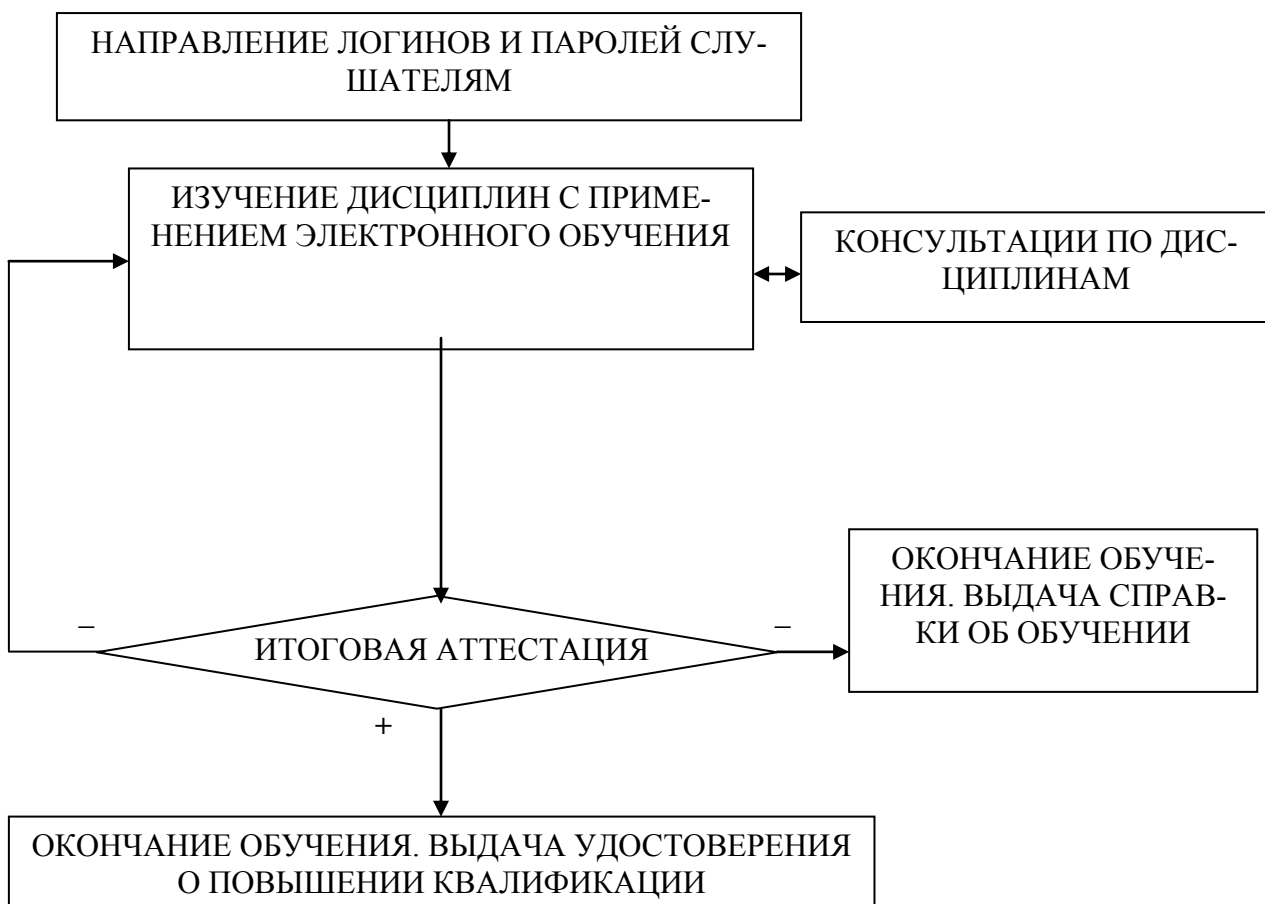 НАПРАВЛЕНИЕ ЛОГИНОВ И ПАРОЛЕЙ СЛУ-
ШАТЕЛЯМ
ИЗУЧЕНИЕ ДИСЦИПЛИН С ПРИМЕ-
НЕНИЕМ ЭЛЕКТРОННОГО ОБУЧЕНИЯ
КОНСУЛЬТАЦИИ ПО ДИС-
ЦИПЛИНАМ
ОКОНЧАНИЕ ОБУЧЕ-
НИЯ. ВЫДАЧА СПРАВ-
КИ ОБ ОБУЧЕНИИ
–
ИТОГОВАЯ АТТЕСТАЦИЯ
–
+
ОКОНЧАНИЕ ОБУЧЕНИЯ. ВЫДАЧА УДОСТОВЕРЕНИЯ
О ПОВЫШЕНИИ КВАЛИФИКАЦИИ